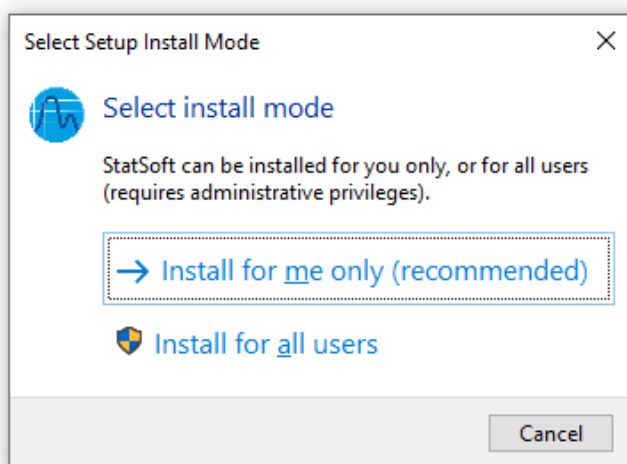 Select Setup Install Mode
Select install mode
StatSoft can be installed for you only, or for all users
(requires administrative privileges).
Install for me only (recommended)
Install for all users
Cancel